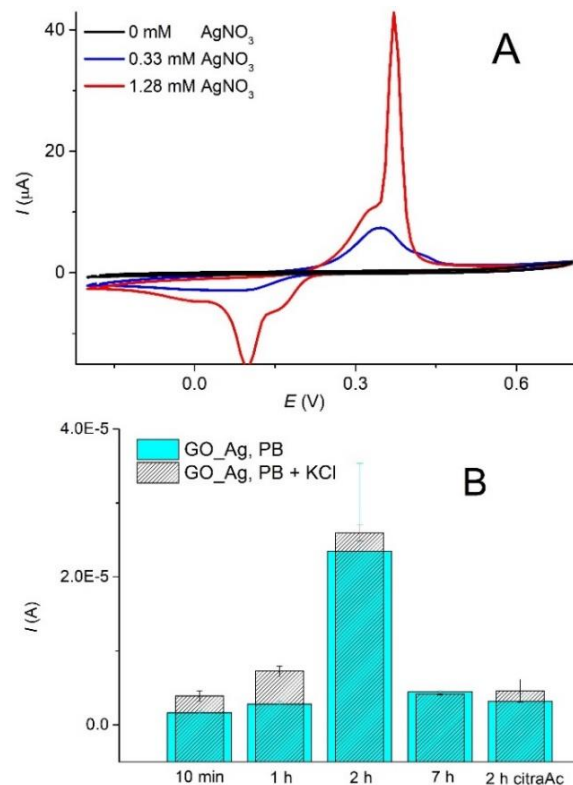 0 mM AgNO₃
0.33 mM AgNO₃
1.28 mM AgNO₃
A
40
20
0
I (µA)
0.0 0.3 0.6
E (V)
4.0E-5
GO_Ag, PB
GO_Ag, PB + KCl
B
2.0E-5
I (A)
0.0
10 min 1 h 2 h 7 h 2 h citraAc